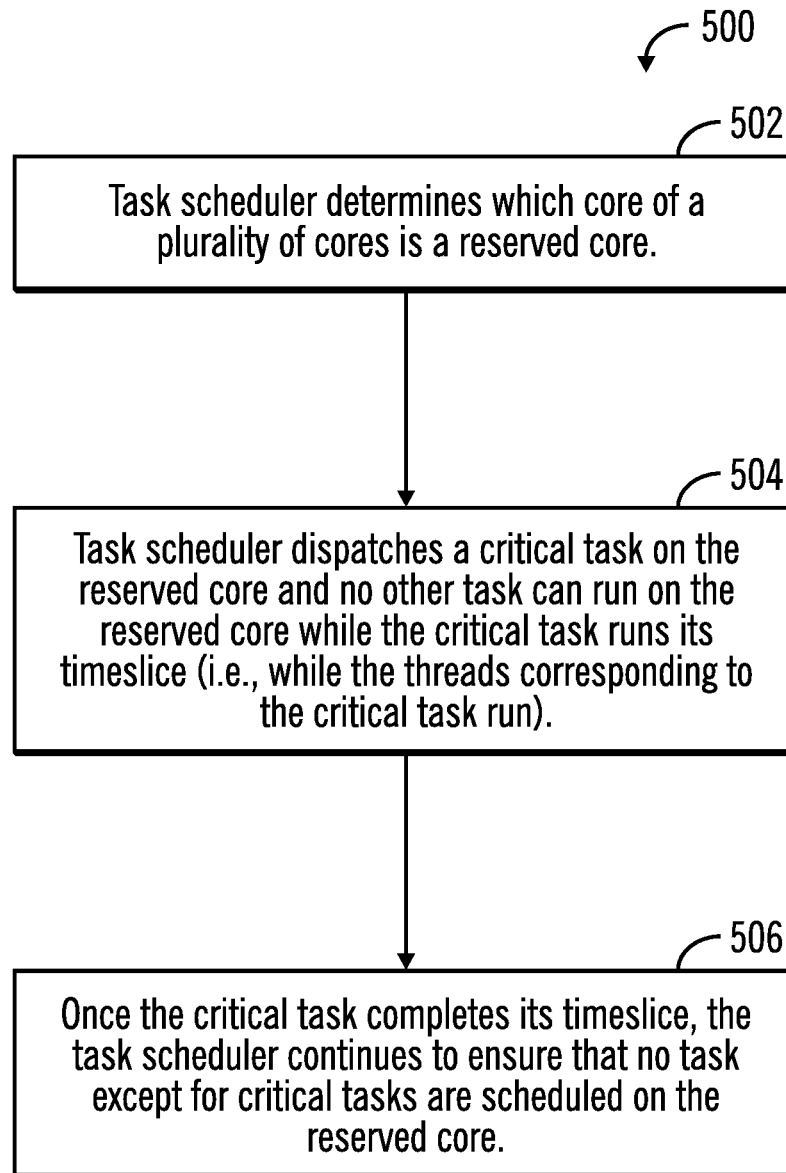 500
502
Task scheduler determines which core of a
plurality of cores is a reserved core.
504
Task scheduler dispatches a critical task on the
reserved core and no other task can run on the
reserved core while the critical task runs its
timeslice (i.e., while the threads corresponding to
the critical task run).
506
Once the critical task completes its timeslice, the
task scheduler continues to ensure that no task
except for critical tasks are scheduled on the
reserved core.